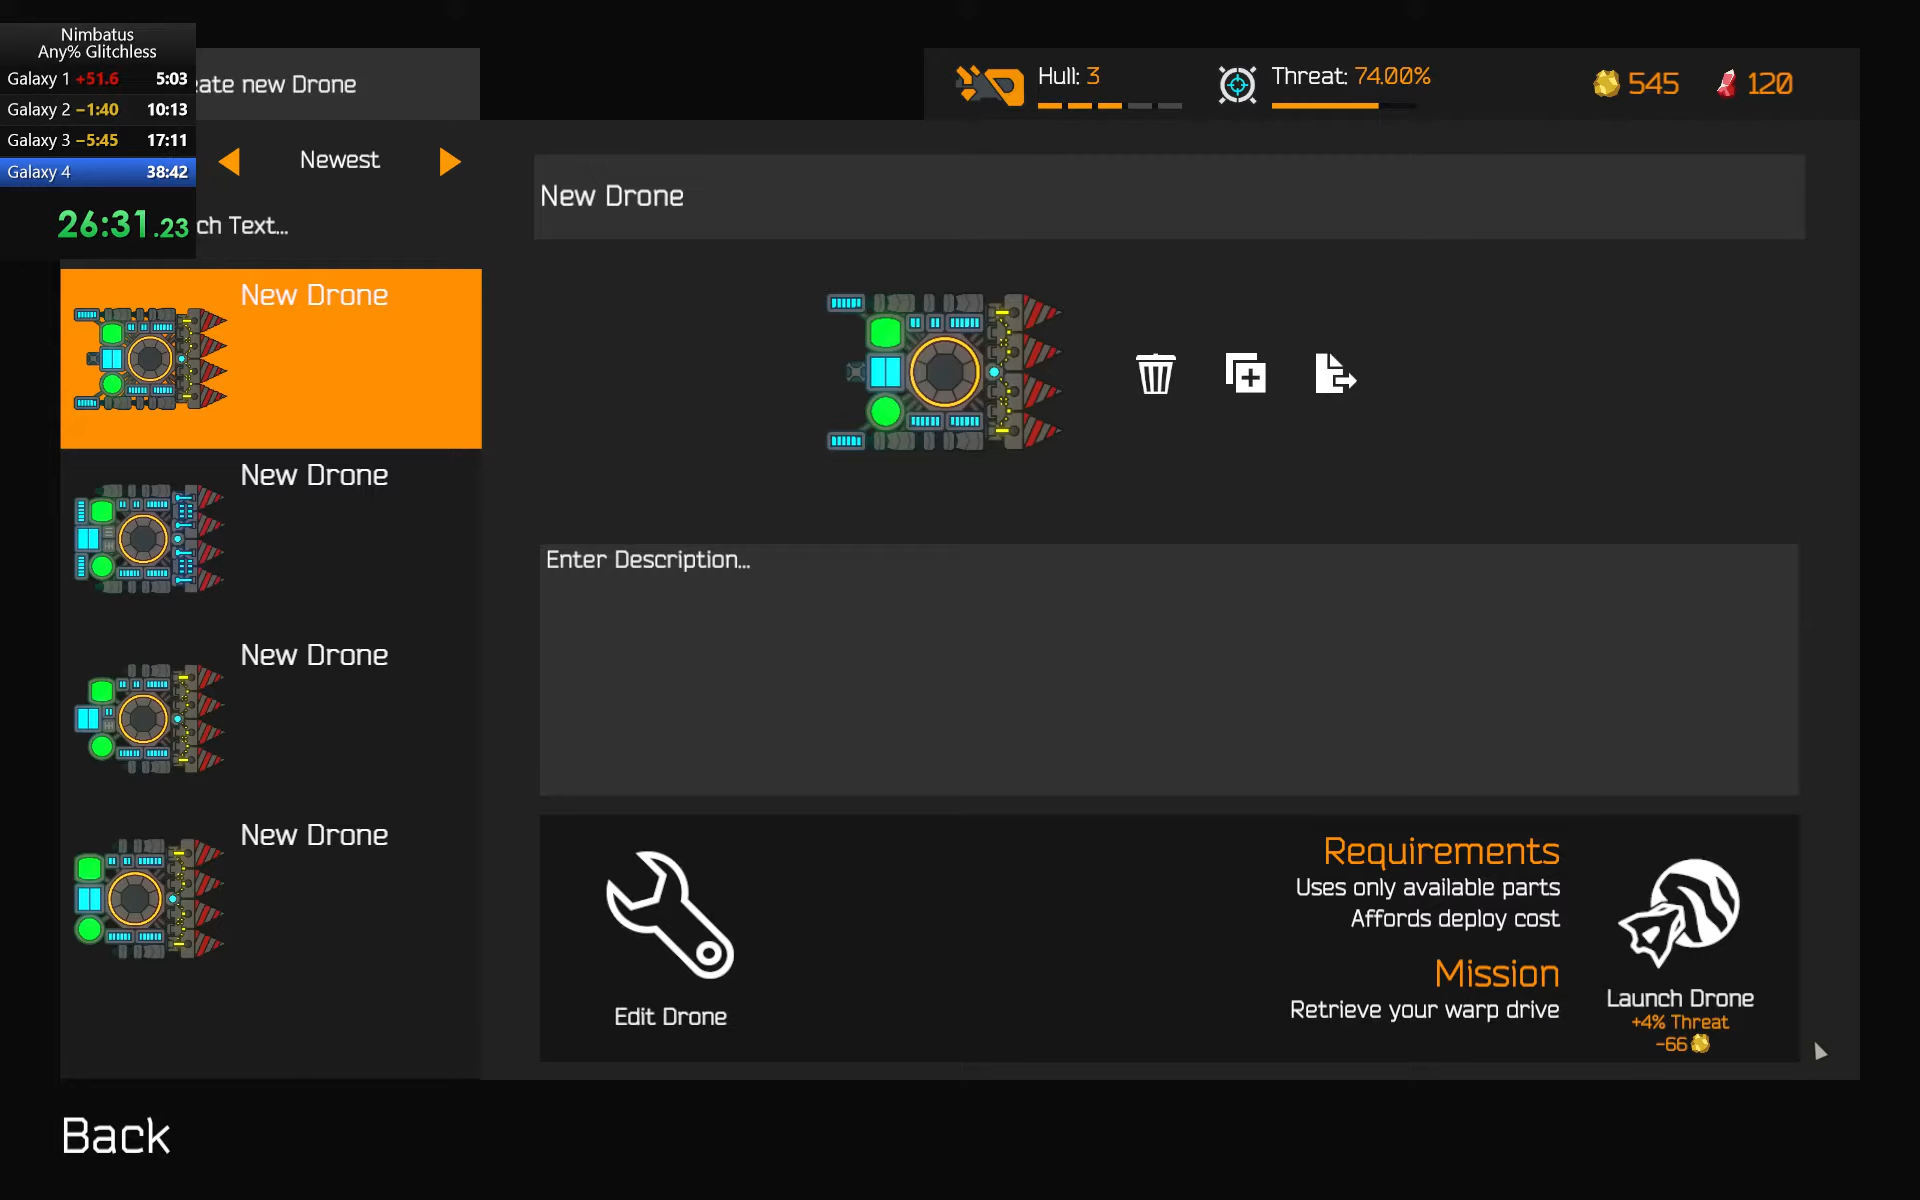 Nimbatus
Any% Glitchless
Galaxy 1 +51.6 5:03
Galaxy 2 −1:40 10:13
Galaxy 3 −5:45 17:11
Galaxy 4 38:42
26:31.23
eate new Drone
Hull: 3
Threat: 74.00%
545
120
Newest
ch Text...
New Drone
New Drone
New Drone
New Drone
New Drone
Enter Description...
Edit Drone
Requirements
Uses only available parts
Affords deploy cost
Mission
Retrieve your warp drive
Launch Drone
+4% Threat
-66
Back